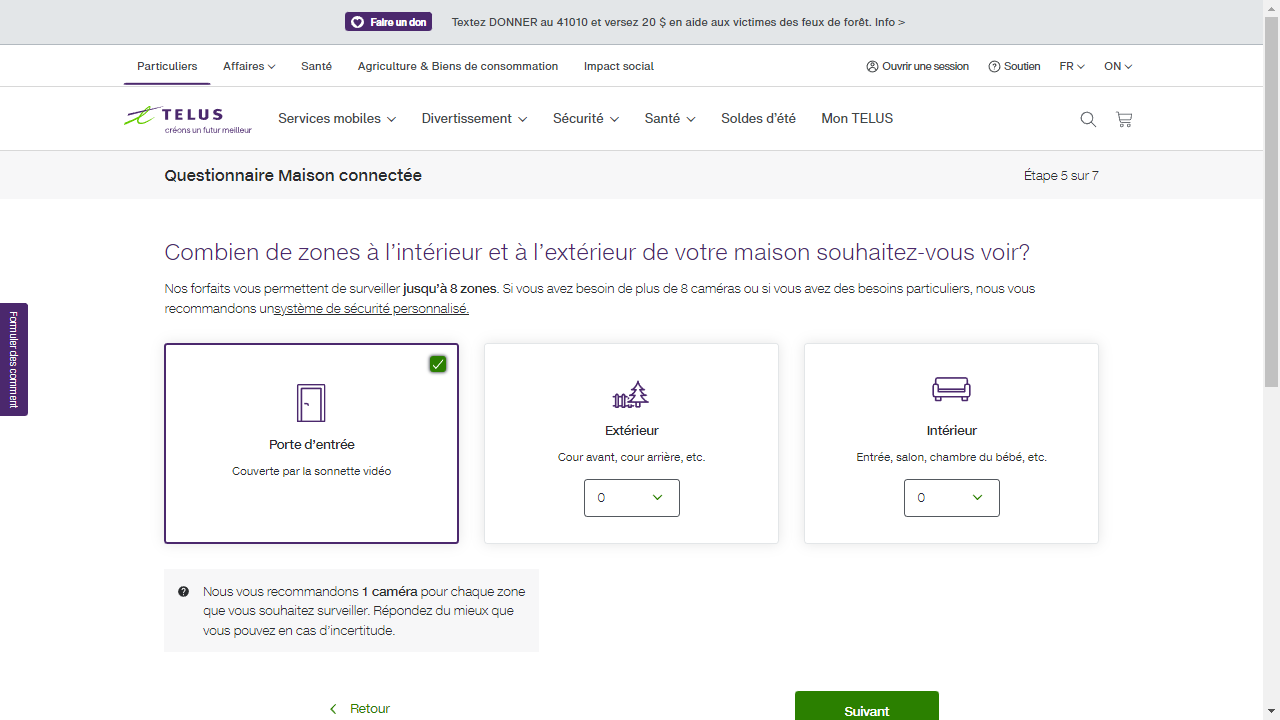 Faire un don Textez DONNER au 41010 et versez 20 $ en aide aux victimes des feux de forêt. Info >
Particuliers Affaires Santé Agriculture & Biens de consommation Impact social Ouvrir une session Soutien FR ON
TELUS
créons un futur meilleur
Services mobiles Divertissement Sécurité Santé Soldes d'été Mon TELUS
Questionnaire Maison connectée Étape 5 sur 7
Combien de zones à l'intérieur et à l'extérieur de votre maison souhaitez-vous voir?
Nos forfaits vous permettent de surveiller jusqu'à 8 zones. Si vous avez besoin de plus de 8 caméras ou si vous avez des besoins particuliers, nous vous
recommandons unsystème de sécurité personnalisé.
Formuler des comment
Porte d'entrée
Couverte par la sonnette vidéo
Extérieur
Cour avant, cour arrière, etc.
0
Intérieur
Entrée, salon, chambre du bébé, etc.
0
Nous vous recommandons 1 caméra pour chaque zone
que vous souhaitez surveiller. Répondez du mieux que
vous pouvez en cas d'incertitude.
Retour
Suivant